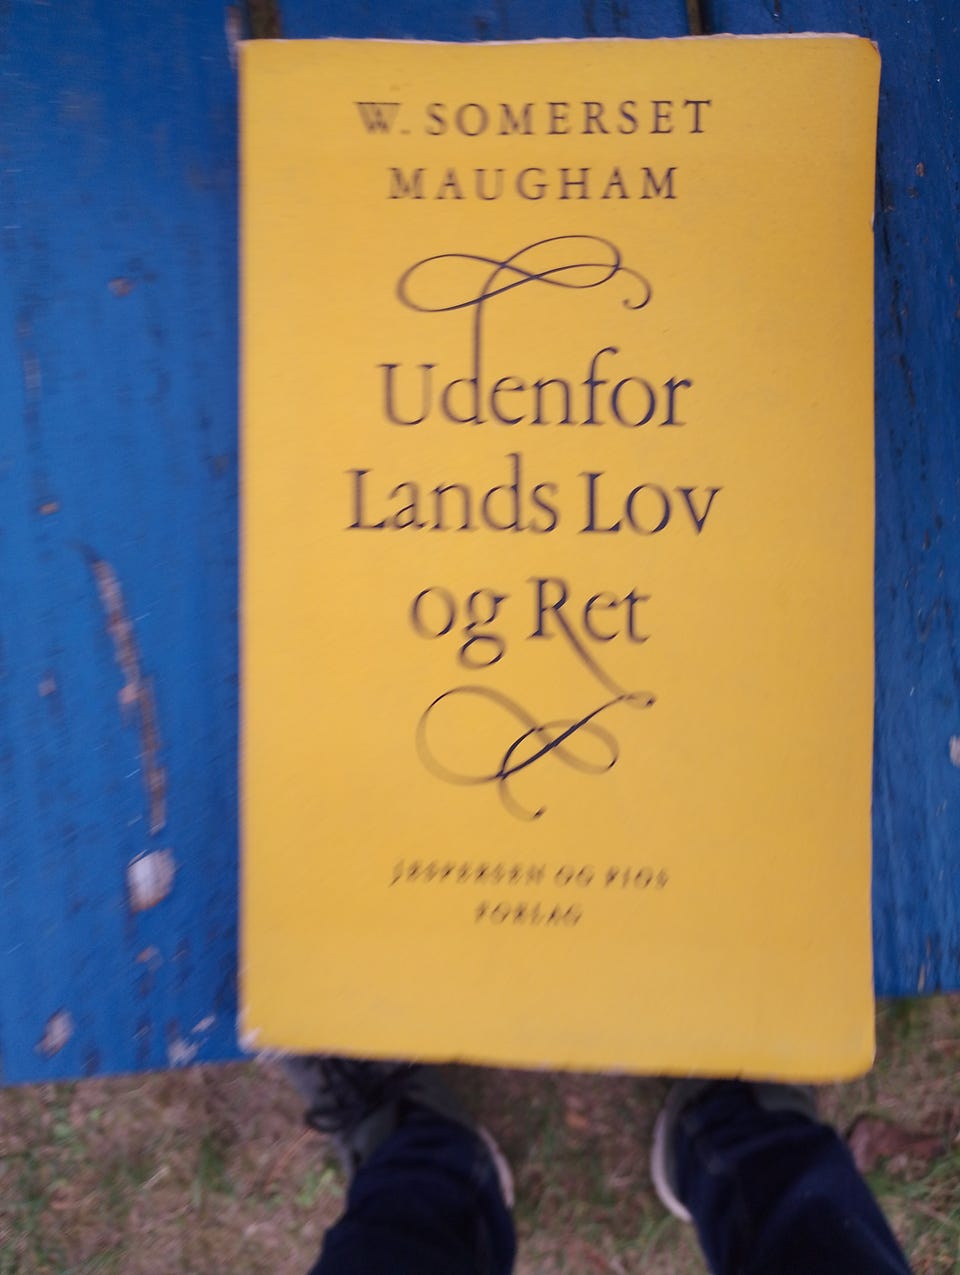 W. SOMERSET
MAUGHAM
Udenfor
Lands Lov
og Ret
JESPERSEN OG PIOS
FORLAG